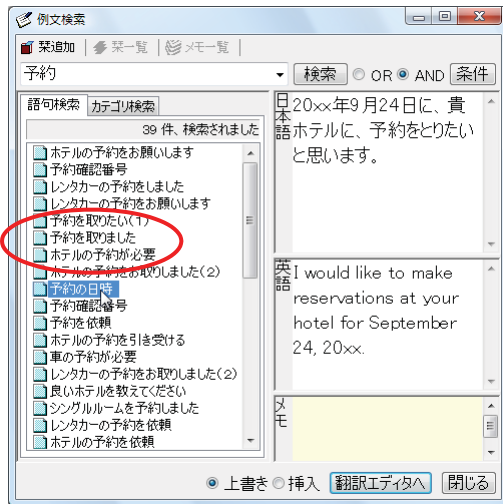 例文検索
栞追加 栞一覧 メモ一覧
予約 検索 OR AND 条件
語句検索 カテゴリ検索
39 件、検索されました
ホテルの予約をお願いします
予約確認番号
レンタカーの予約をしました
レンタカーの予約をお願いします
予約を取りたい(1)
予約を取りました
ホテルの予約が必要
ホテルの予約をお取りしました(2)
予約の日時
予約確認番号
予約を依頼
ホテルの予約を引き受ける
車の予約が必要
レンタカーの予約をお取りしました(2)
良いホテルを教えてください
シングルルームを予約しました
レンタカーの予約を依頼
ホテルの予約を依頼
日本語
20xx年9月24日に、貴
ホテルに、予約をとりたい
と思います。
英語
I would like to make
reservations at your
hotel for September
24, 20xx.
メモ
上書き 挿入 翻訳エディタへ 閉じる